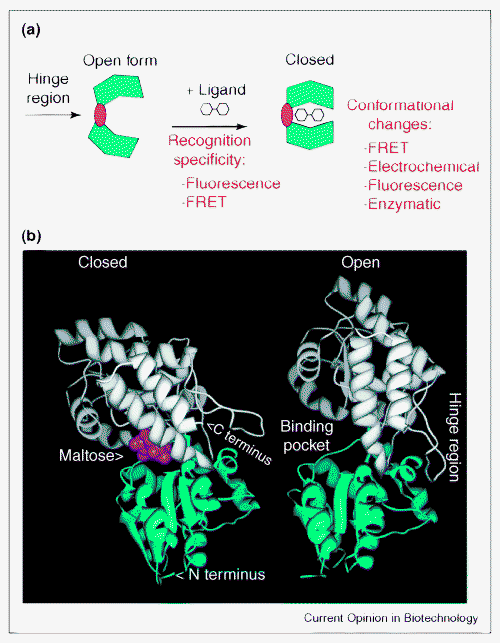 (a)
Open form
Closed
Hinge
region
+ Ligand
Recognition
specificity:
-Fluorescence
-FRET
Conformational
changes:
-FRET
-Electrochemical
-Fluorescence
-Enzymatic
(b)
Closed
Open
<C terminus
Maltose>
< N terminus
Binding
pocket
Hinge region
Current Opinion in Biotechnology